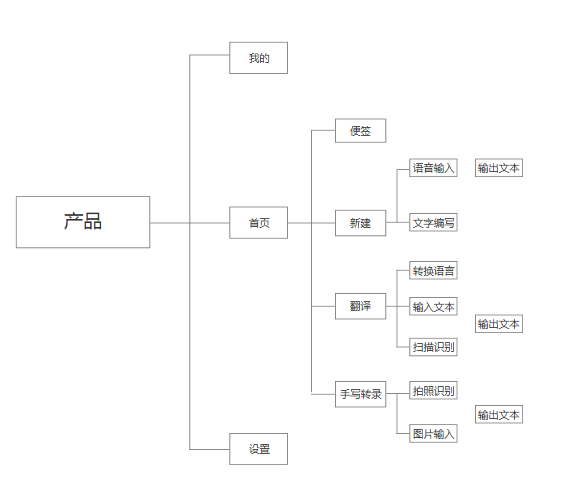 我的
便签
语音输入
输出文本
产品
首页
新建
文字编写
转换语言
翻译
输入文本
输出文本
扫描识别
手写转录
拍照识别
输出文本
图片输入
设置